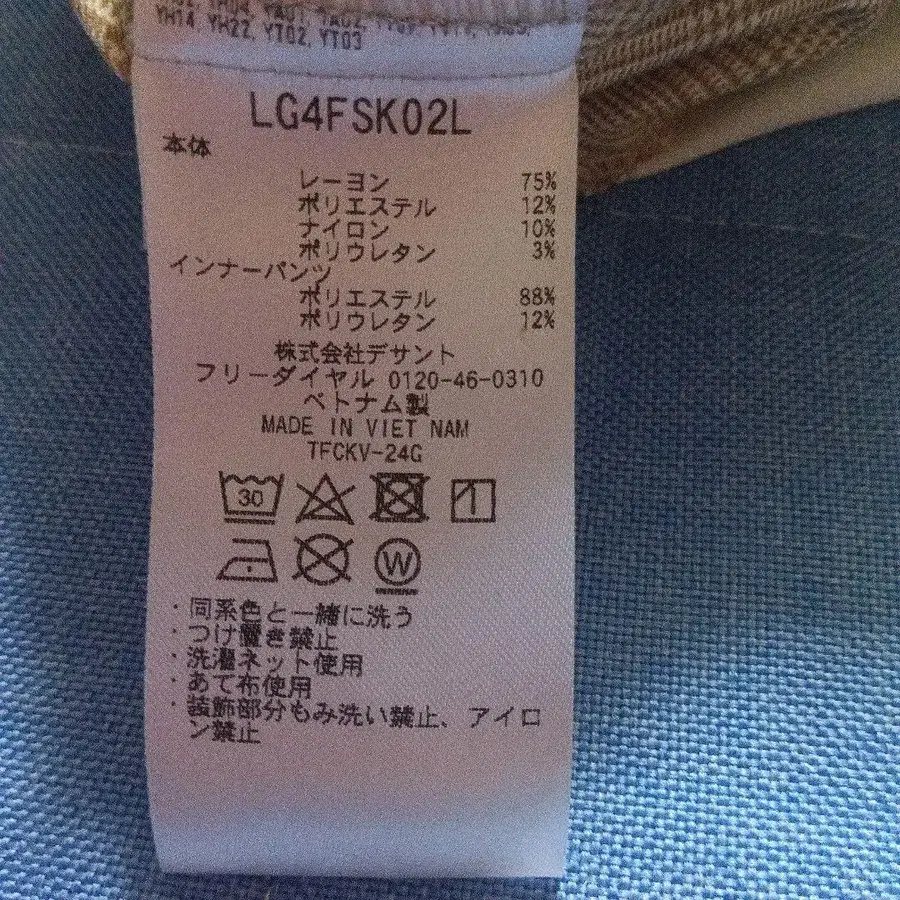 YH14, YH22, YT02, YT03
LG4FSK02L
本体
レーヨン 75%
ポリエステル 12%
ナイロン 10%
ポリウレタン 3%
インナーパンツ
ポリエステル 88%
ポリウレタン 12%
株式会社デサント
フリーダイヤル 0120-46-0310
ベトナム製
MADE IN VIET NAM
TFCKV-24G
30
W
・同系色と一緒に洗う
・つけ置き禁止
・洗濯ネット使用
・あて布使用
・装飾部分もみ洗い禁止、アイロ
ン禁止